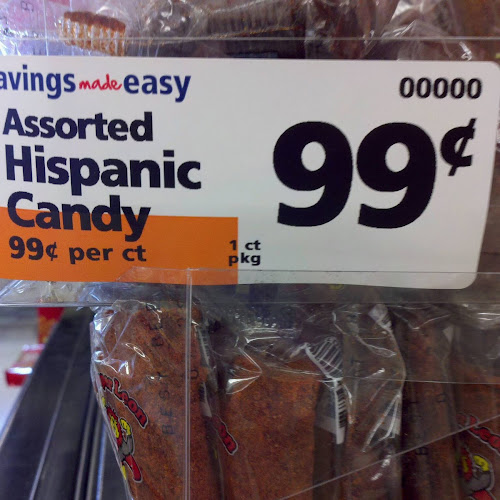 avings made easy
00000
Assorted
Hispanic
Candy
99¢
99¢ per ct
1 ct
pkg